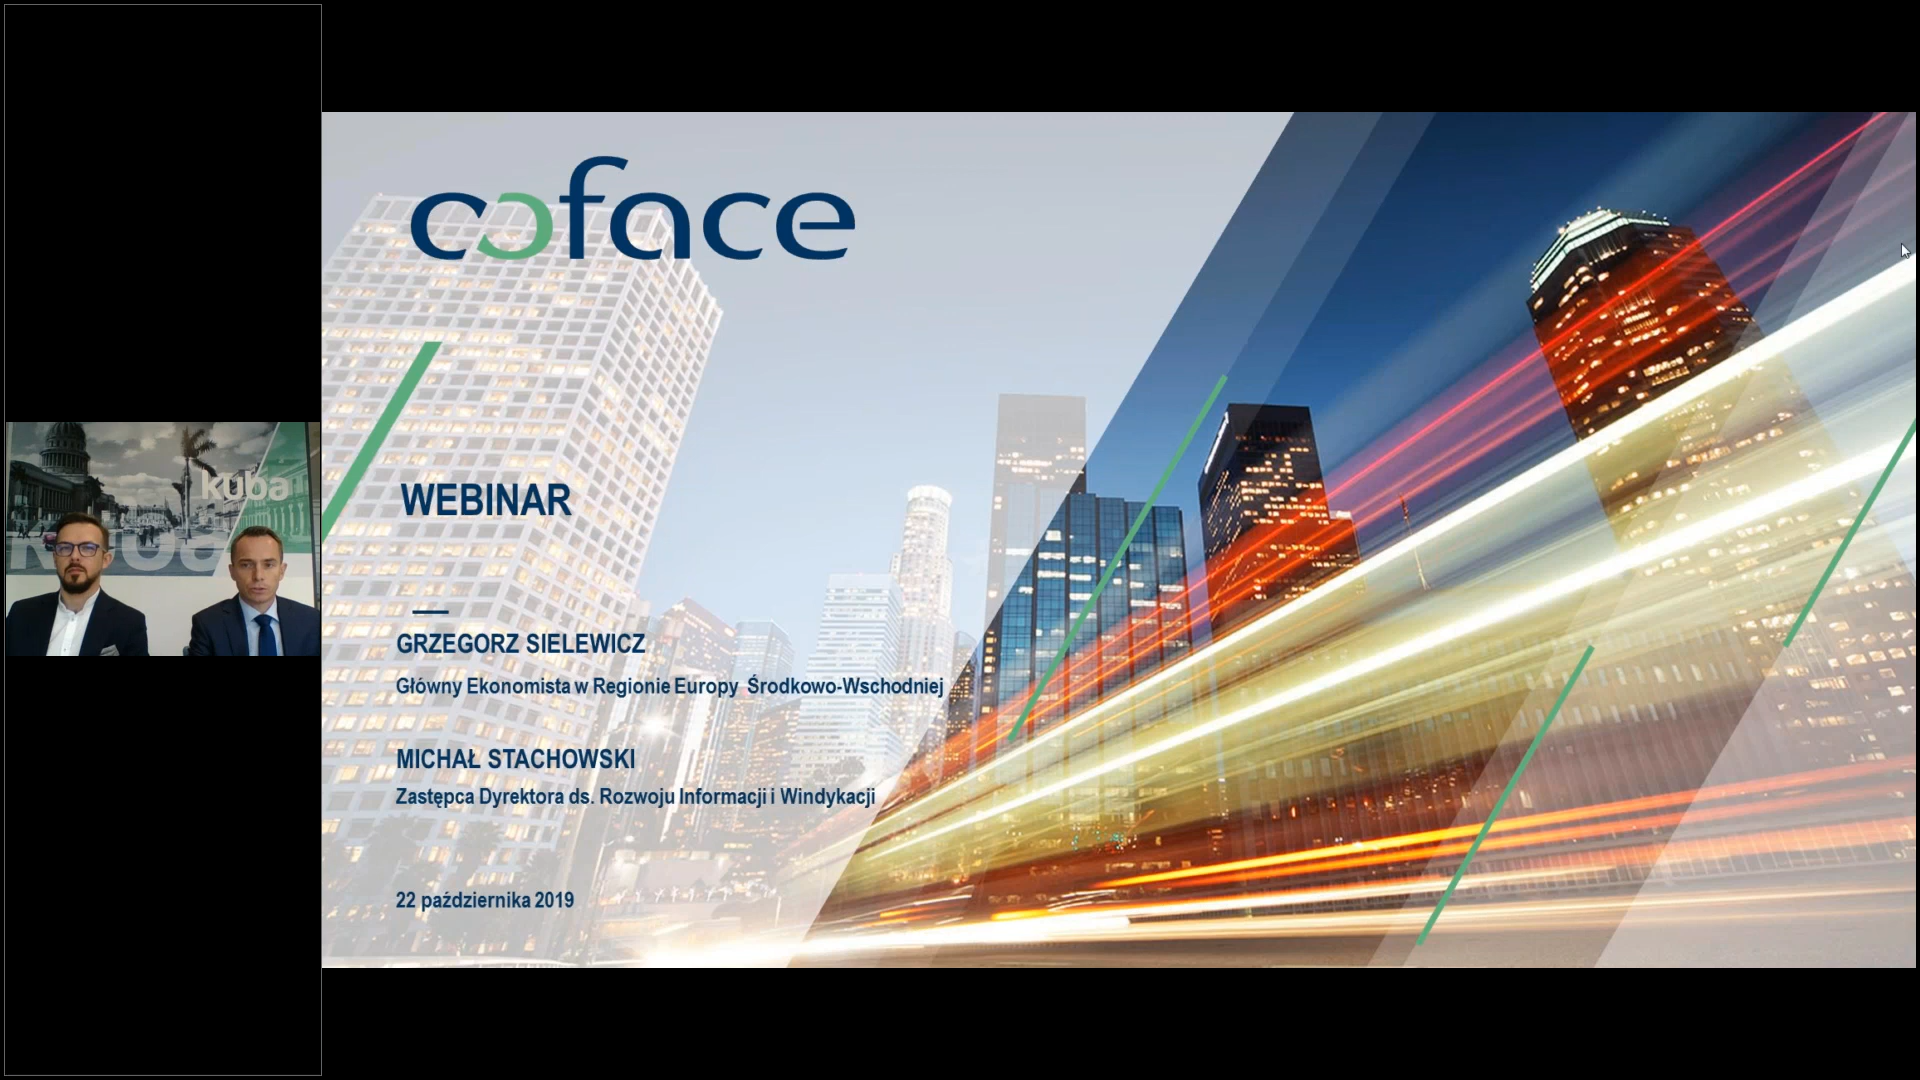 coface
WEBINAR
GRZEGORZ SIELEWICZ
Główny Ekonomista w Regionie Europy Środkowo-Wschodniej
MICHAŁ STACHOWSKI
Zastępca Dyrektora ds. Rozwoju Informacji i Windykacji
22 października 2019
kuba